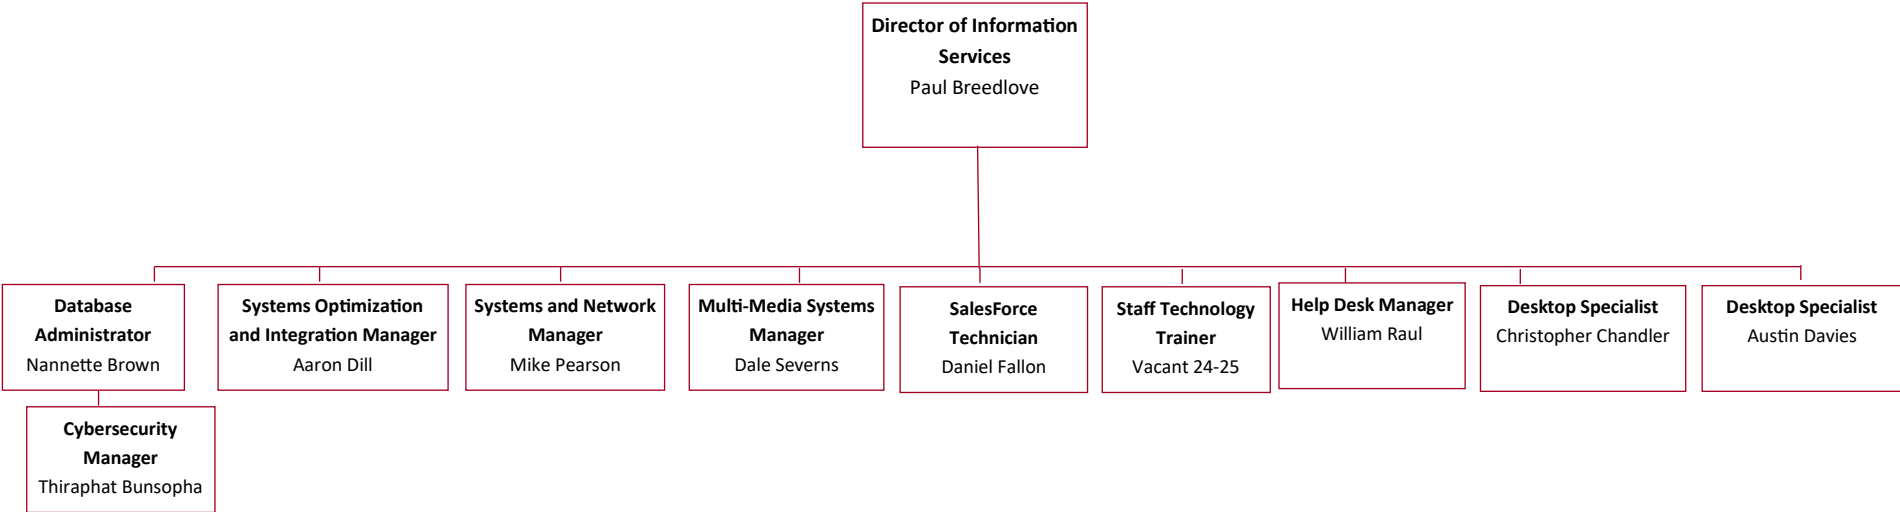 Director of Information
Services
Paul Breedlove
Database
Administrator
Nannette Brown
Systems Optimization
and Integration Manager
Aaron Dill
Systems and Network
Manager
Mike Pearson
Multi-Media Systems
Manager
Dale Severns
SalesForce
Technician
Daniel Fallon
Staff Technology
Trainer
Vacant 24-25
Help Desk Manager
William Raul
Desktop Specialist
Christopher Chandler
Desktop Specialist
Austin Davies
Cybersecurity
Manager
Thiraphat Bunsopha